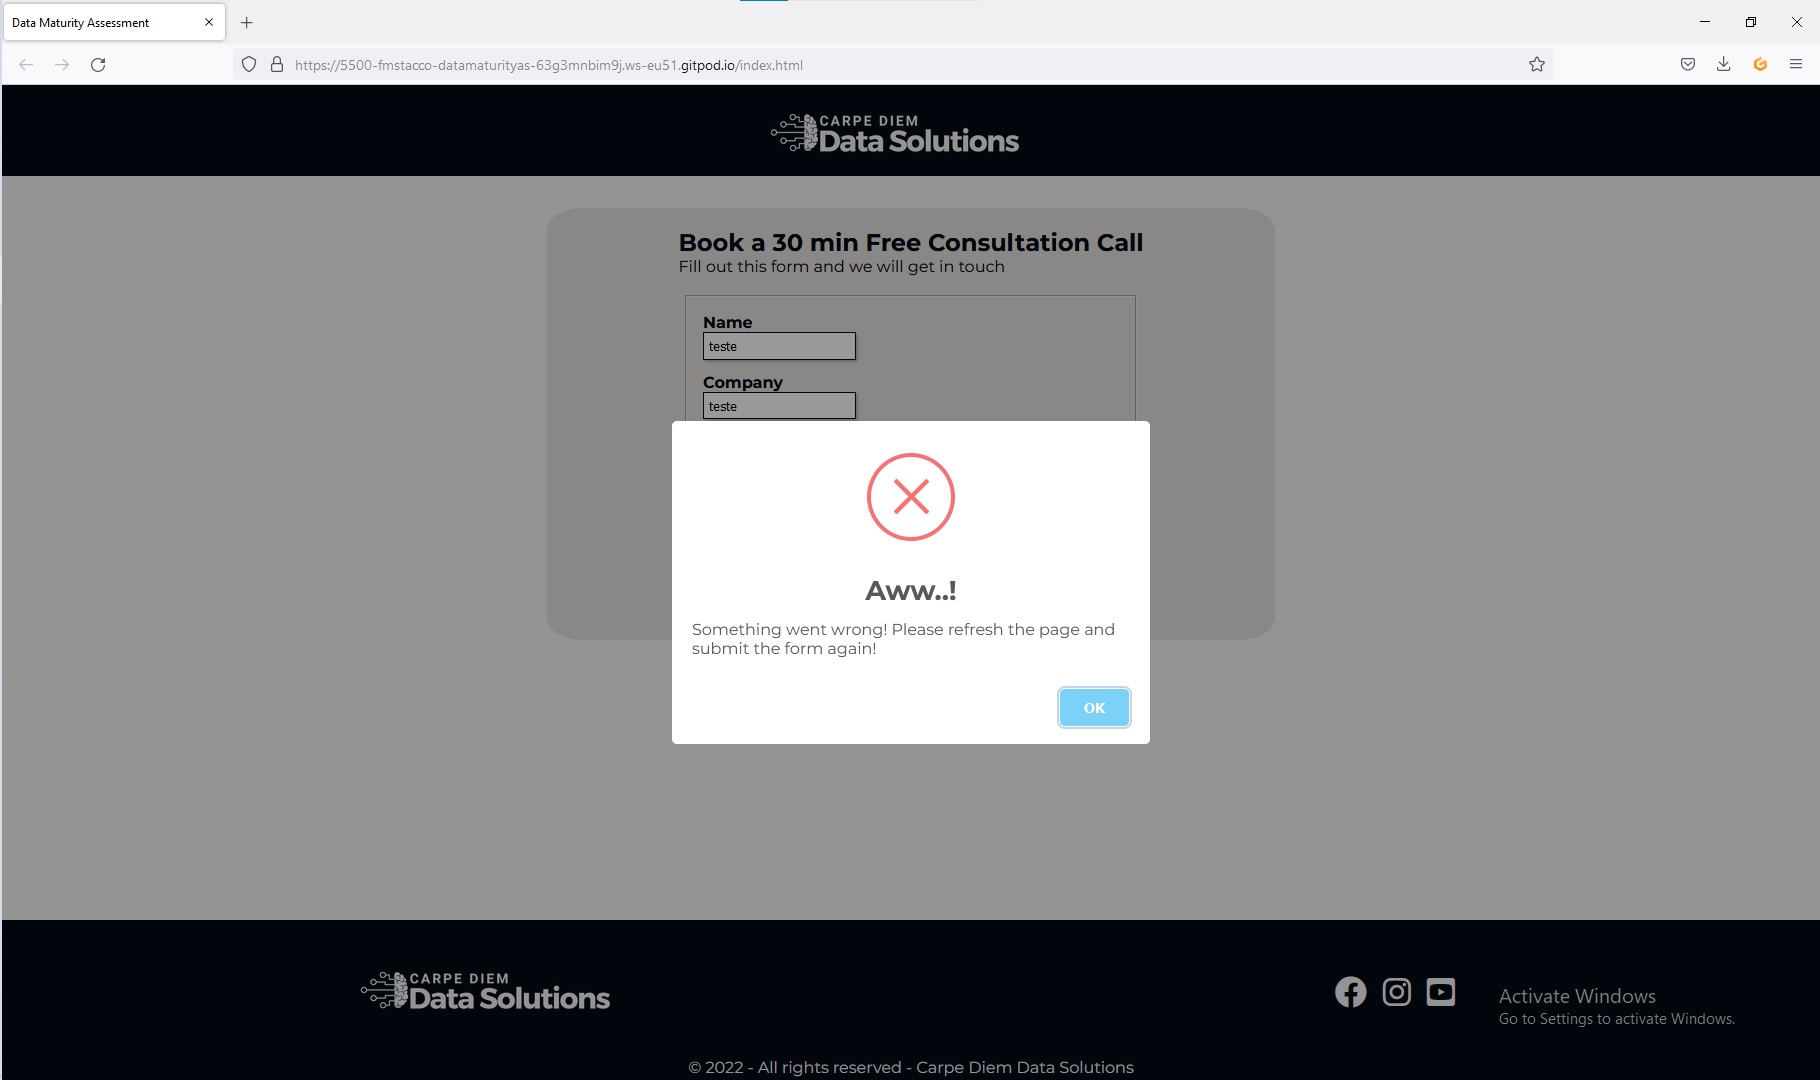 Data Maturity Assessment
https://5500-fmstacco-datamaturityas-63g3mnbim9j.ws-eu51.gitpod.io/index.html
CARPE DIEM
Data Solutions
Book a 30 min Free Consultation Call
Fill out this form and we will get in touch
Name
teste
Company
teste
Aww..!
Something went wrong! Please refresh the page and
submit the form again!
OK
CARPE DIEM
Data Solutions
Activate Windows
Go to Settings to activate Windows.
© 2022 - All rights reserved - Carpe Diem Data Solutions